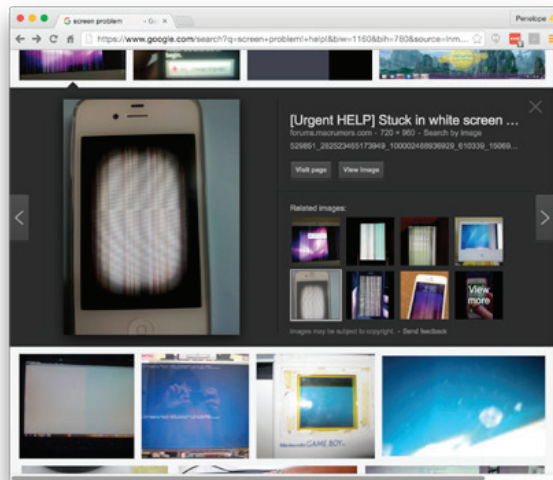 screen problem
Penelope
https://www.google.com/search?q=screen+problem!+help!&biw=1160&bih=780&source=lnm...
[Urgent HELP] Stuck in white screen ...
forums.macrumors.com - 720 × 960 - Search by image
Visit page
View image
Related images:
View
more
Images may be subject to copyright. - Send feedback
Nintendo GAME BOY